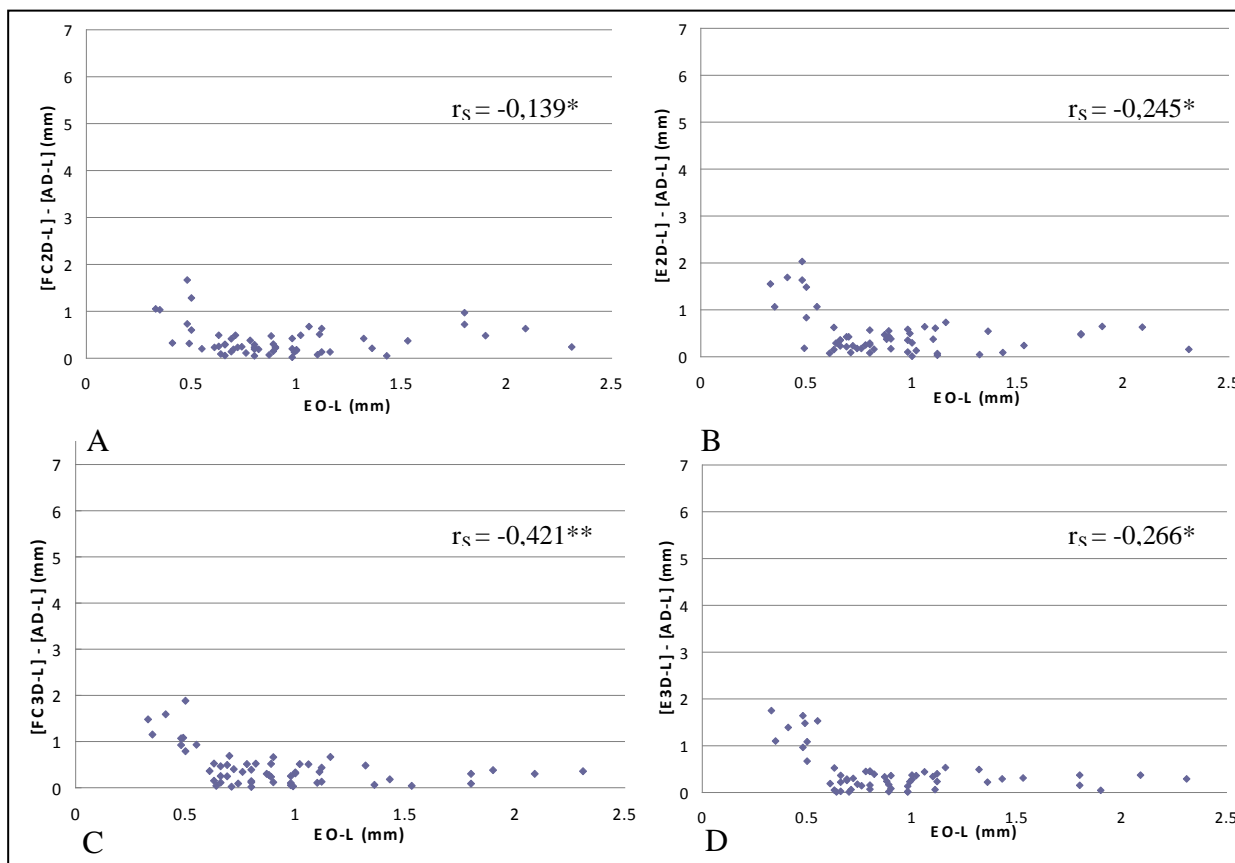 [FC2D-L] - [AD-L] (mm)
7
6
5
4
3
2
1
0
rS = -0,139*
0 0.5 1 1.5 2 2.5
EO-L (mm)
A
[E2D-L] - [AD-L] (mm)
7
6
5
4
3
2
1
0
rS = -0,245*
0 0.5 1 1.5 2 2.5
EO-L (mm)
B
[FC3D-L] - [AD-L] (mm)
7
6
5
4
3
2
1
0
rS = -0,421**
0 0.5 1 1.5 2 2.5
EO-L (mm)
C
[E3D-L] - [AD-L] (mm)
7
6
5
4
3
2
1
0
rS = -0,266*
0 0.5 1 1.5 2 2.5
EO-L (mm)
D